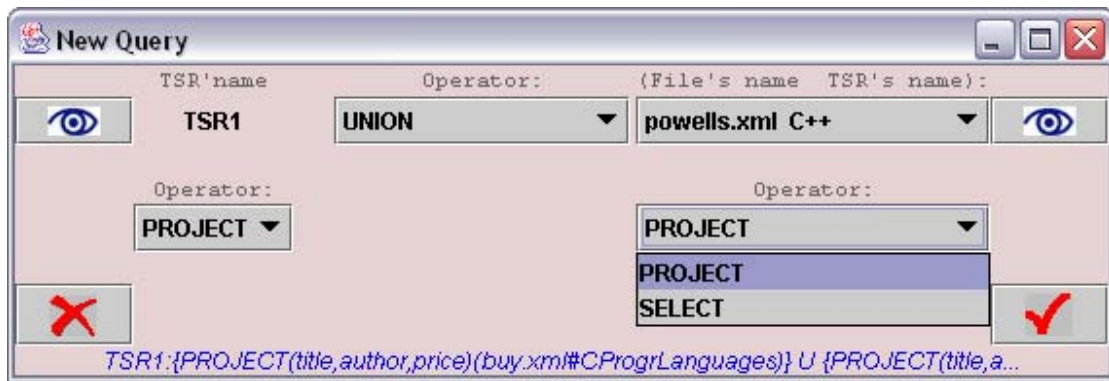 New Query
TSR'name Operator: (File's name TSR's name):
TSR1 UNION powells.xml C++
Operator: Operator:
PROJECT PROJECT
PROJECT
SELECT
TSR1:{PROJECT(title,author,price)(buy.xml#CProgrLanguages)} U {PROJECT(title,a...